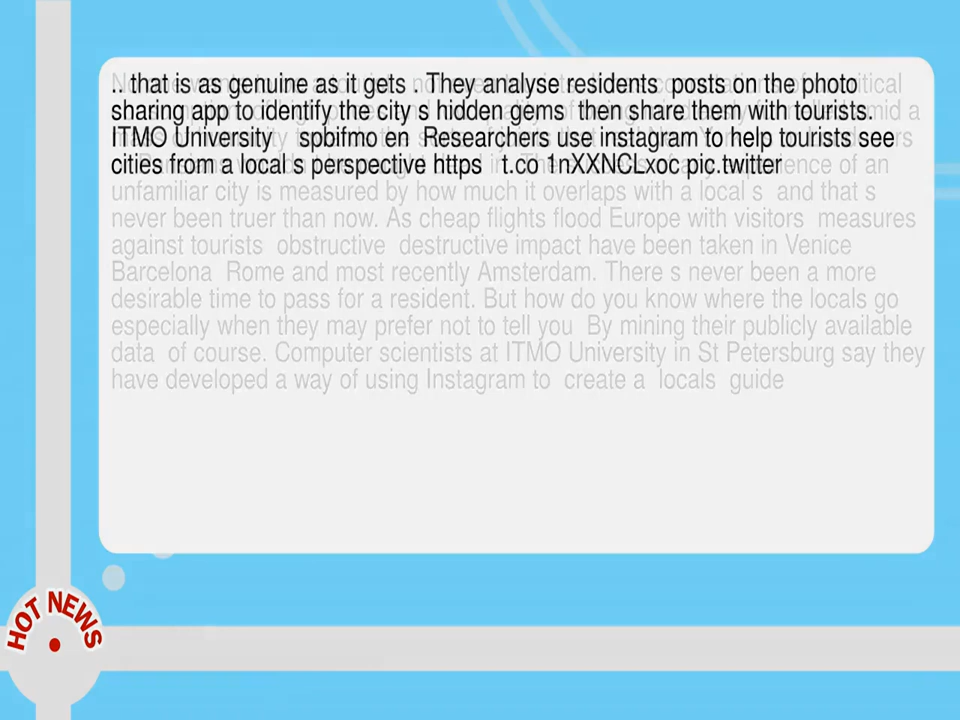 .. that is as genuine as it gets . They analyse residents  posts on the photo
sharing app to identify the city s hidden gems  then share them with tourists.
ITMO University    spbifmo en  Researchers use instagram to help tourists see
cities from a local s perspective https   t.co 1nXXNCLxoc pic.twitter
unfamiliar city is measured by how much it overlaps with a local s  and that s
never been truer than now. As cheap flights flood Europe with visitors  measures
against tourists  obstructive  destructive impact have been taken in Venice
Barcelona  Rome and most recently Amsterdam. There s never been a more
desirable time to pass for a resident. But how do you know where the locals go
especially when they may prefer not to tell you  By mining their publicly available
data  of course. Computer scientists at ITMO University in St Petersburg say they
have developed a way of using Instagram to  create a  locals  guide
HOT NEWS